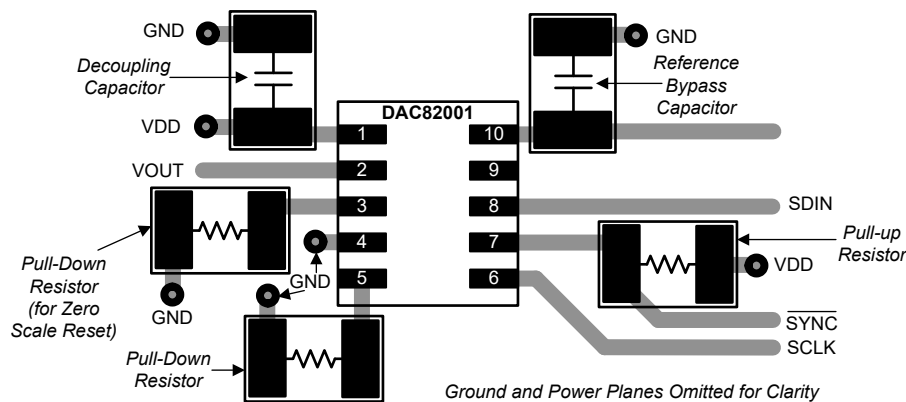 GND
Decoupling
Capacitor
VDD
VOUT
GND
Reference
Bypass
Capacitor
DAC82001
1
2
3
4
5
10
9
8
7
6
SDIN
Pull-up
Resistor
VDD
SYNC
SCLK
Pull-Down
Resistor
(for Zero
Scale Reset)
GND
GND
Pull-Down
Resistor
Ground and Power Planes Omitted for Clarity